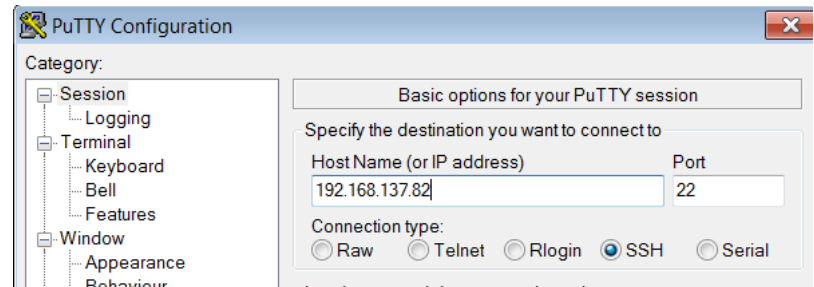 PuTTY Configuration
Category:
Session
Logging
Terminal
Keyboard
Bell
Features
Window
Appearance
Behaviour
Basic options for your PuTTY session
Specify the destination you want to connect to
Host Name (or IP address) Port
192.168.137.82 22
Connection type:
Raw Telnet Rlogin SSH Serial